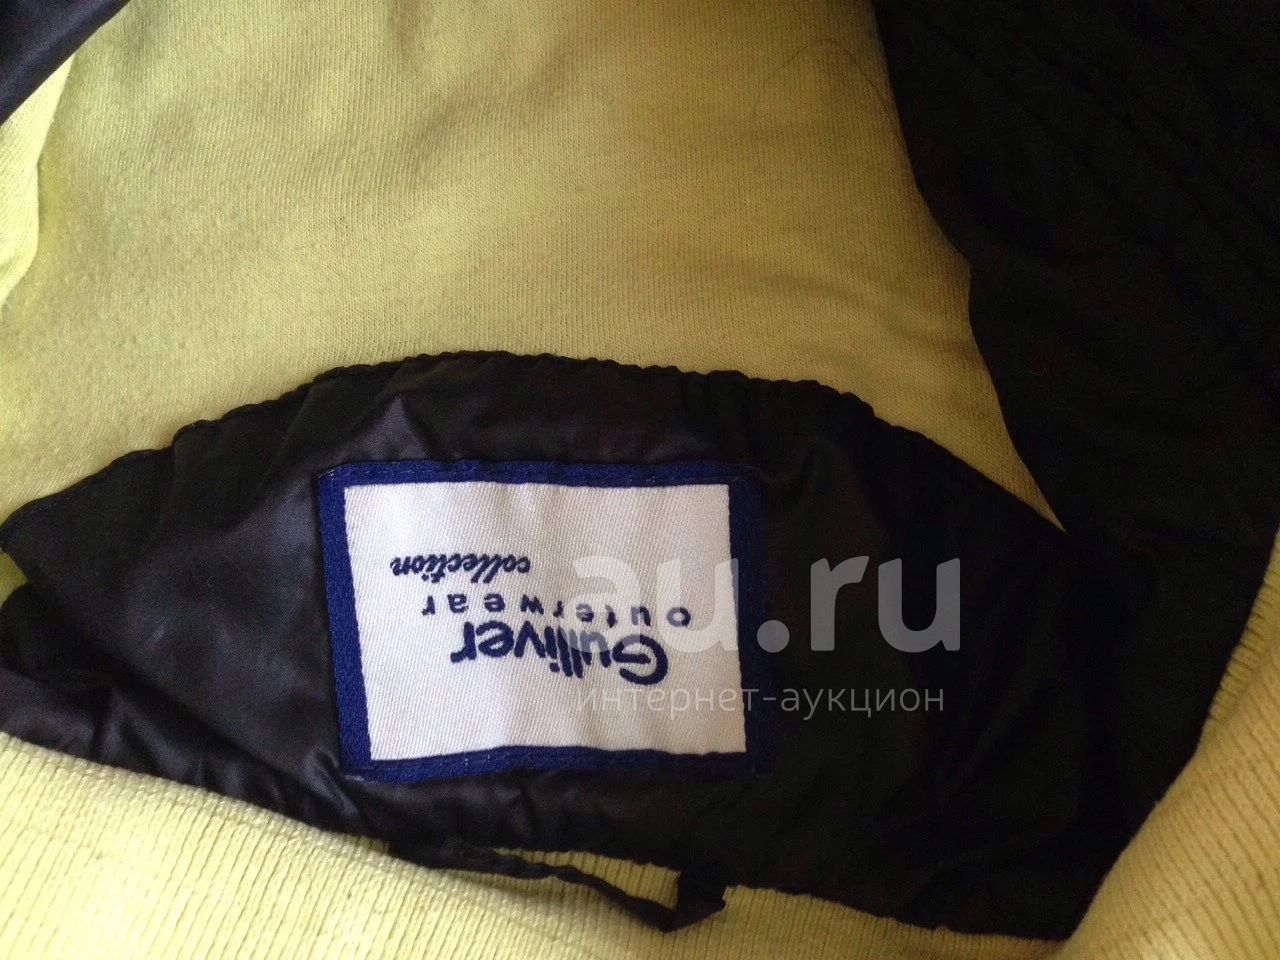 Gulliver
outerwear
collection
au.ru
интернет-аукцион